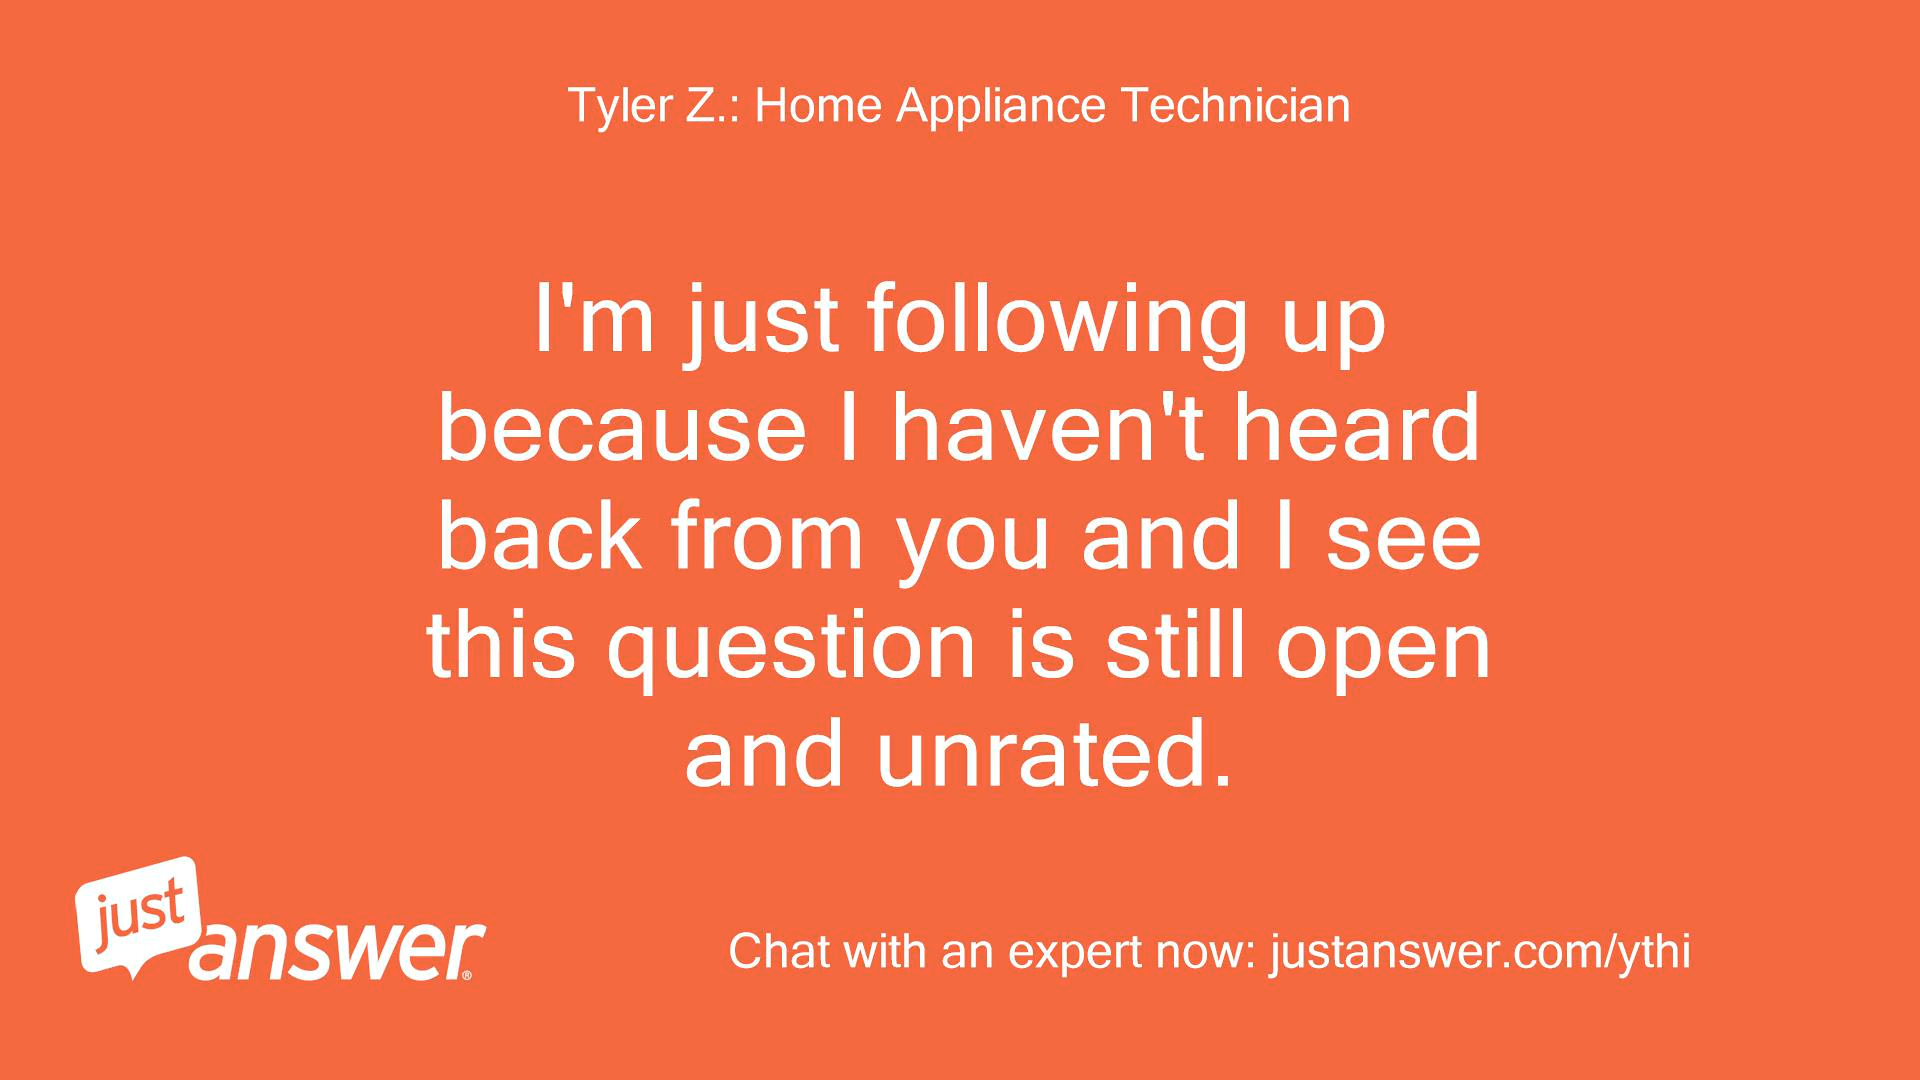 Tyler Z.: Home Appliance Technician
I'm just following up
because I haven't heard
back from you and I see
this question is still open
and unrated.
just
answer®
Chat with an expert now: justanswer.com/ythi